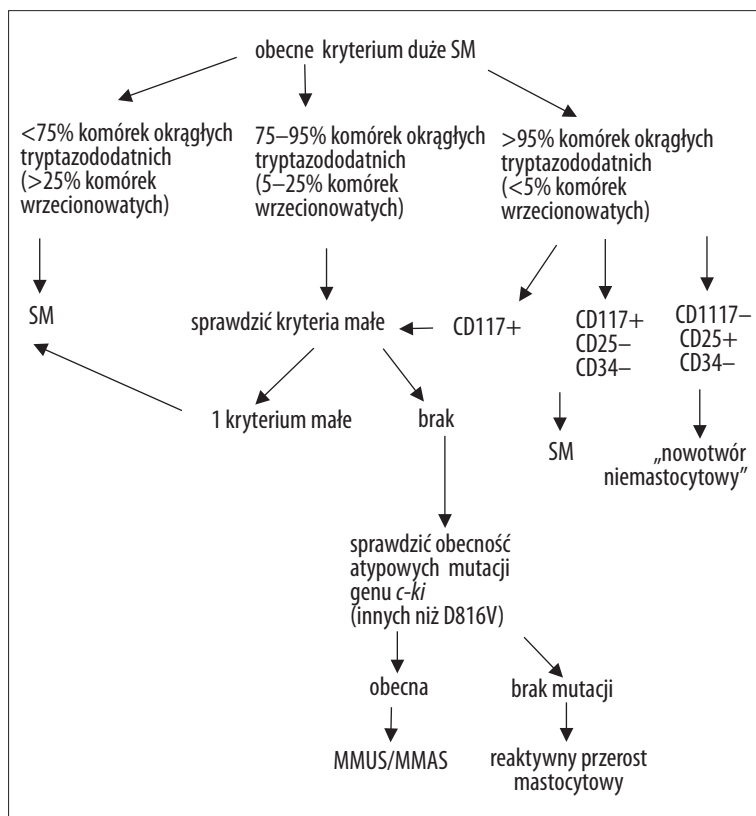 obecne kryterium duże SM
<75% komórek okrągłych
tryptazododatnich
(>25% komórek
wrzecionowatych)
75–95% komórek okrągłych
tryptazododatnich
(5–25% komórek
wrzecionowatych)
>95% komórek okrągłych
tryptazododatnich
(<5% komórek
wrzecionowatych)
SM
sprawdzić kryteria małe
CD117+
CD117+
CD25–
CD34–
CD1117–
CD25+
CD34–
1 kryterium małe
brak
SM
„nowotwór
niemastocytowy”
sprawdzić obecność
atypowych mutacji
genu c-ki
(innych niż D816V)
obecna
brak mutacji
MMUS/MMAS
reaktywny przerost
mastocytowy